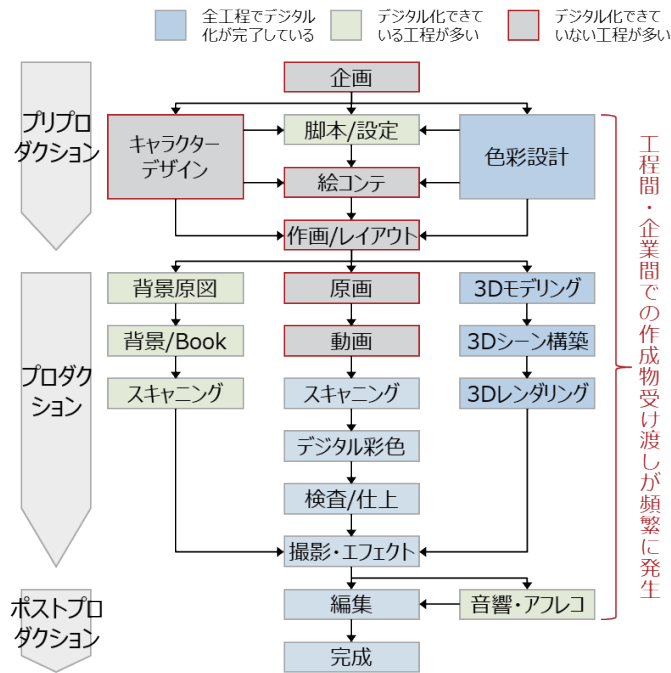 全工程でデジタル
化が完了している
デジタル化できて
いる工程が多い
デジタル化できて
いない工程が多い
プリプロ
ダクション
企画
キャラクター
デザイン
脚本/設定
色彩設計
絵コンテ
作画/レイアウト
プロダク
ション
背景原図
原画
3Dモデリング
背景/Book
動画
3Dシーン構築
スキャニング
スキャニング
3Dレンダリング
デジタル彩色
検査/仕上
撮影・エフェクト
ポストプロ
ダクション
編集
音響・アフレコ
完成
工程間・企業間での作成物受け渡しが頻繁に発生